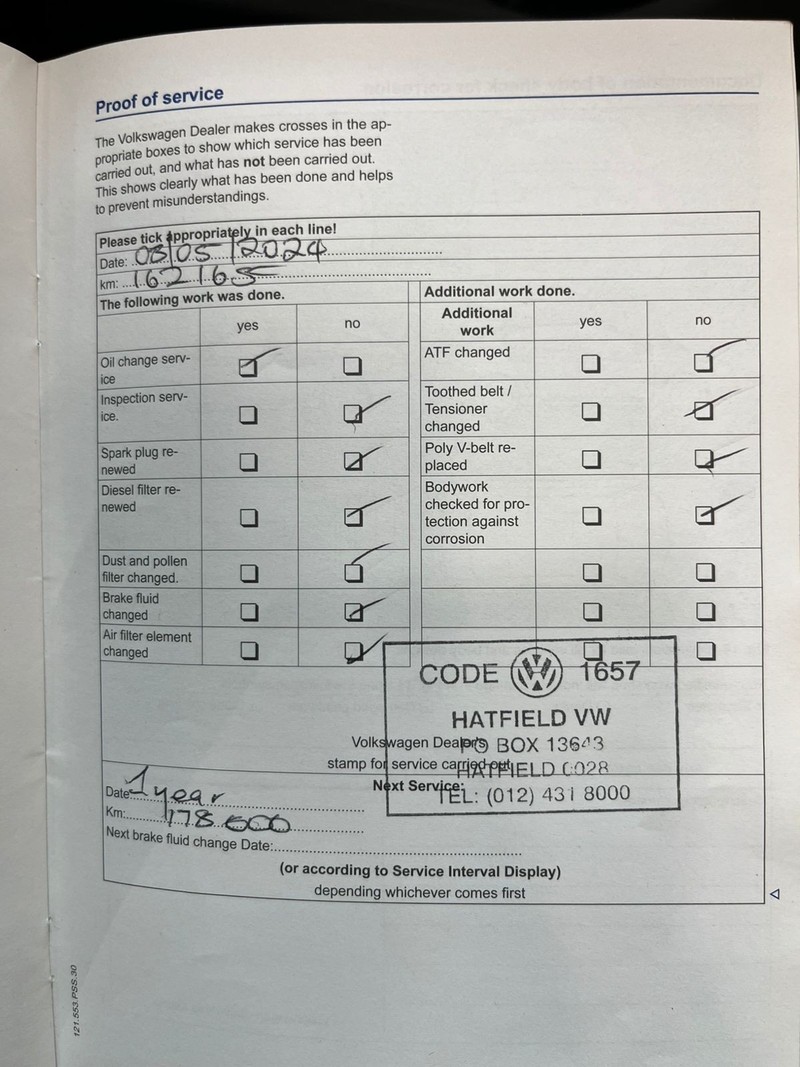 Proof of service
The Volkswagen Dealer makes crosses in the ap-
propriate boxes to show which service has been
carried out, and what has not been carried out.
This shows clearly what has been done and helps
to prevent misunderstandings.
Please tick appropriately in each line!
Date: 08/05/2024
km: 162165
The following work was done.
yes no
Oil change serv-
ice
Inspection serv-
ice.
Spark plug re-
newed
Diesel filter re-
newed
Dust and pollen
filter changed.
Brake fluid
changed
Air filter element
changed
Additional work done.
Additional
work
yes no
ATF changed
Toothed belt /
Tensioner
changed
Poly V-belt re-
placed
Bodywork
checked for pro-
tection against
corrosion
CODE 1657
HATFIELD VW
BOX 13643
HATFIELD 0028
TEL: (012) 431 8000
Volkswagen Dealer's
stamp for service carried out
Next Service:
Date: 1 year
Km: 178 600
Next brake fluid change Date:
(or according to Service Interval Display)
depending whichever comes first
121.553.PSS.30